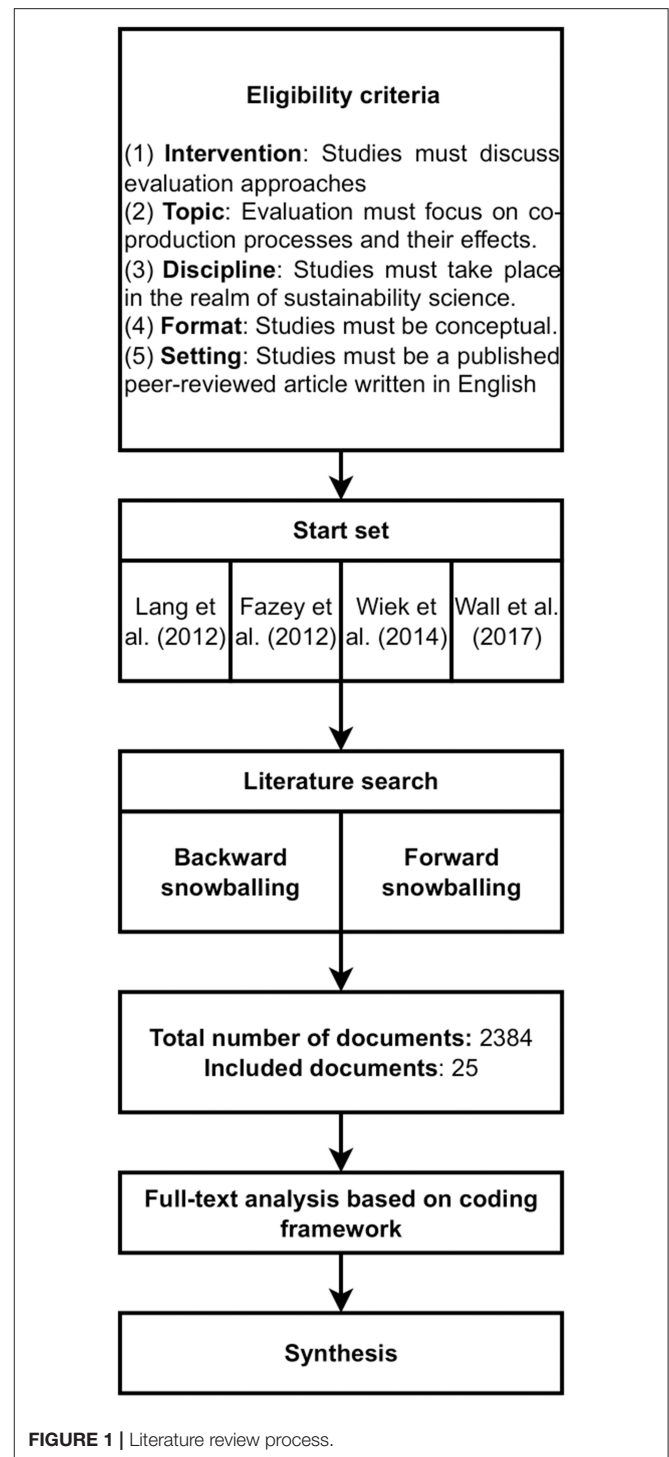 Eligibility criteria
(1) Intervention: Studies must discuss
evaluation approaches
(2) Topic: Evaluation must focus on co-
production processes and their effects.
(3) Discipline: Studies must take place
in the realm of sustainability science.
(4) Format: Studies must be conceptual.
(5) Setting: Studies must be a published
peer-reviewed article written in English
Start set
Lang et
al. (2012)
Fazey et
al. (2012)
Wiek et
al. (2014)
Wall et al.
(2017)
Literature search
Backward
snowballing
Forward
snowballing
Total number of documents: 2384
Included documents: 25
Full-text analysis based on coding
framework
Synthesis
FIGURE 1 | Literature review process.